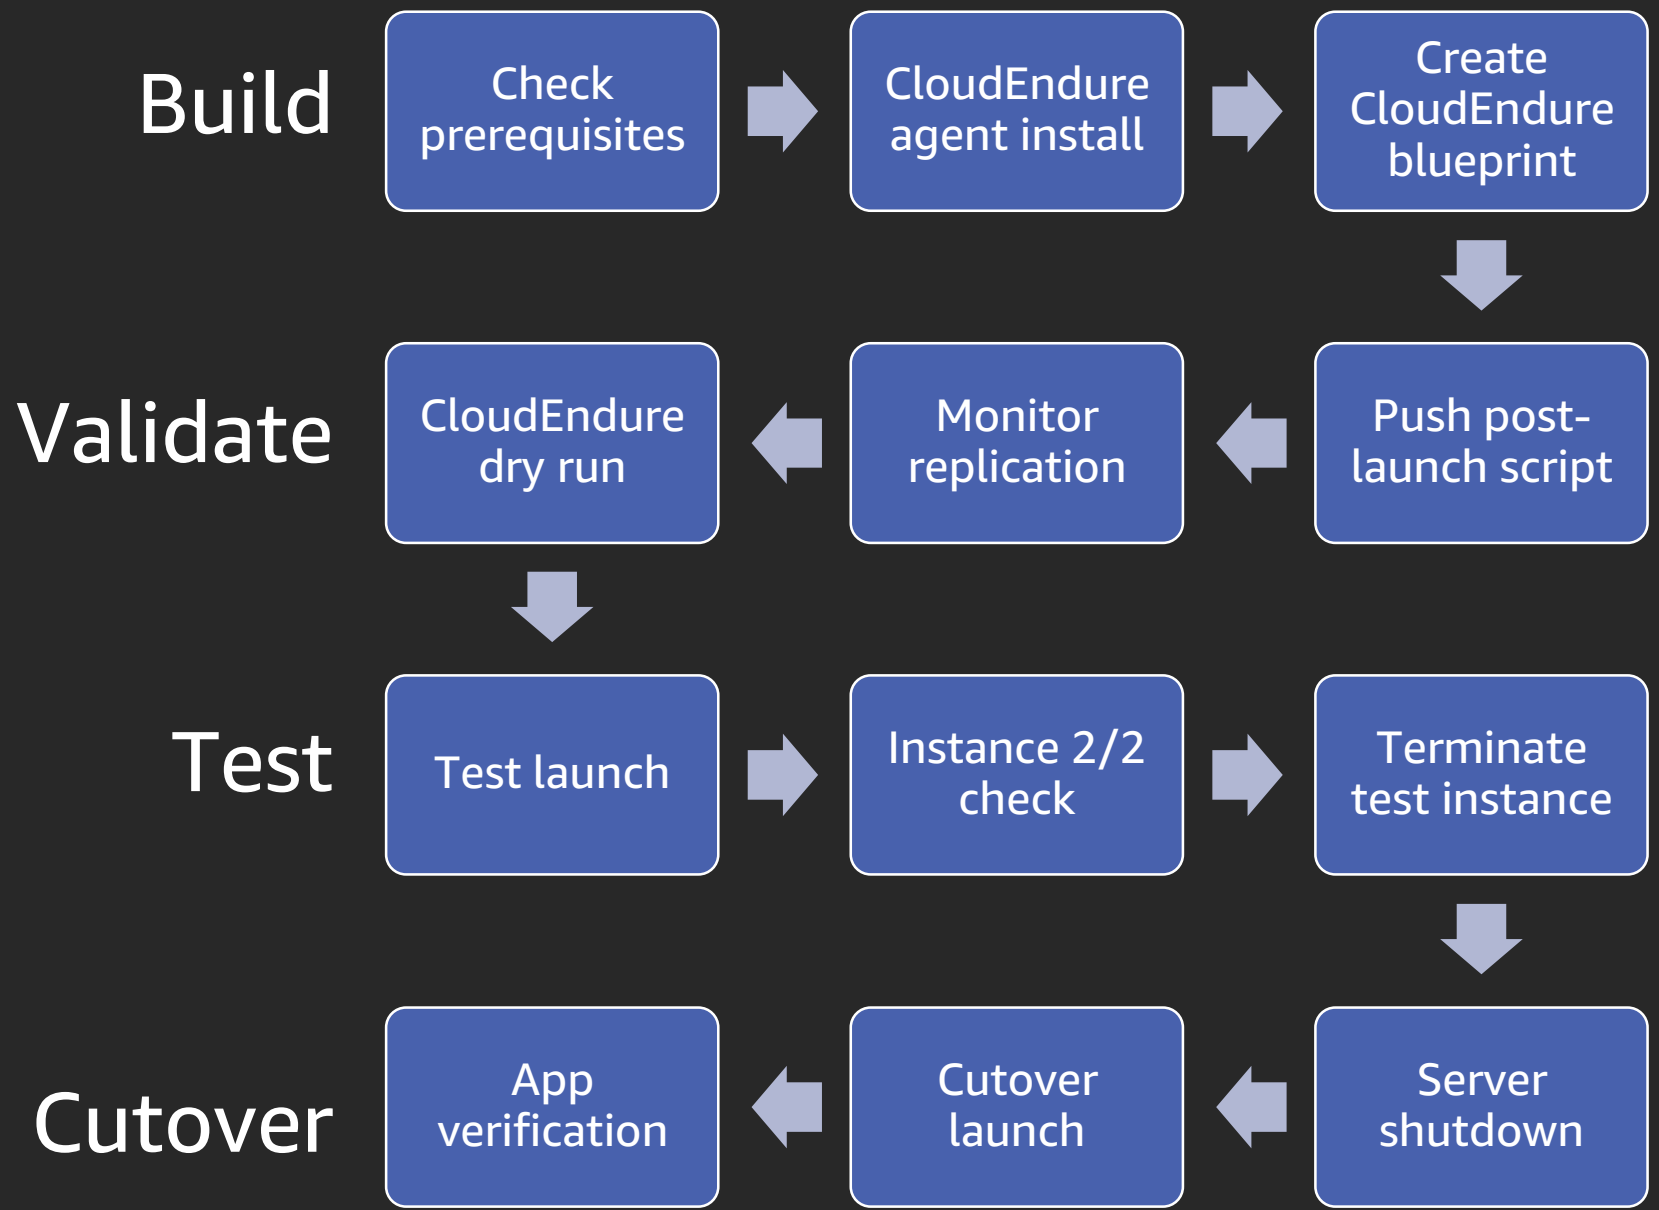 Build
Check
prerequisites
CloudEndure
agent install
Create
CloudEndure
blueprint
Validate
CloudEndure
dry run
Monitor
replication
Push post-
launch script
Test
Test launch
Instance 2/2
check
Terminate
test instance
Cutover
App
verification
Cutover
launch
Server
shutdown